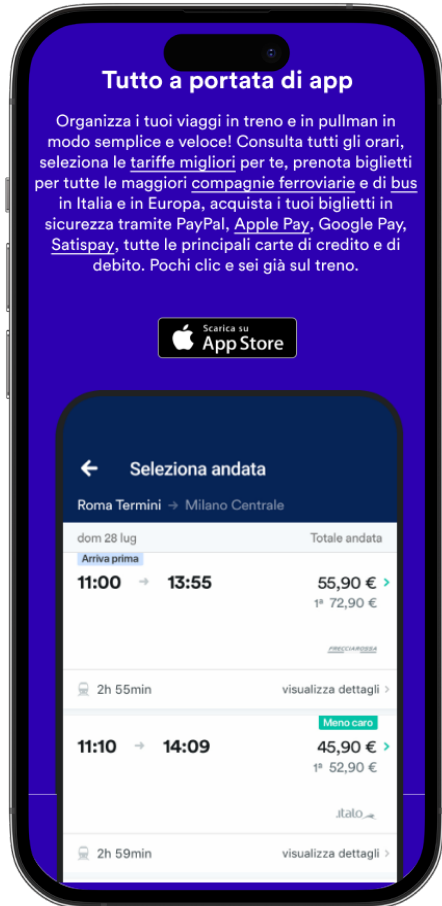 Tutto a portata di app
Organizza i tuoi viaggi in treno e in pullman in
modo semplice e veloce! Consulta tutti gli orari,
seleziona le tariffe migliori per te, prenota biglietti
per tutte le maggiori compagnie ferroviarie e di bus
in Italia e in Europa, acquista i tuoi biglietti in
sicurezza tramite PayPal, Apple Pay, Google Pay,
Satispay, tutte le principali carte di credito e di
debito. Pochi clic e sei già sul treno.
Scarica su
App Store
← Seleziona andata
Roma Termini → Milano Centrale
dom 28 lug Totale andata
Arriva prima
11:00 → 13:55 55,90 € >
1ª 72,90 €
FRECCIAROSSA
2h 55min visualizza dettagli >
Meno caro
11:10 → 14:09 45,90 € >
1ª 52,90 €
.italo
2h 59min visualizza dettagli >